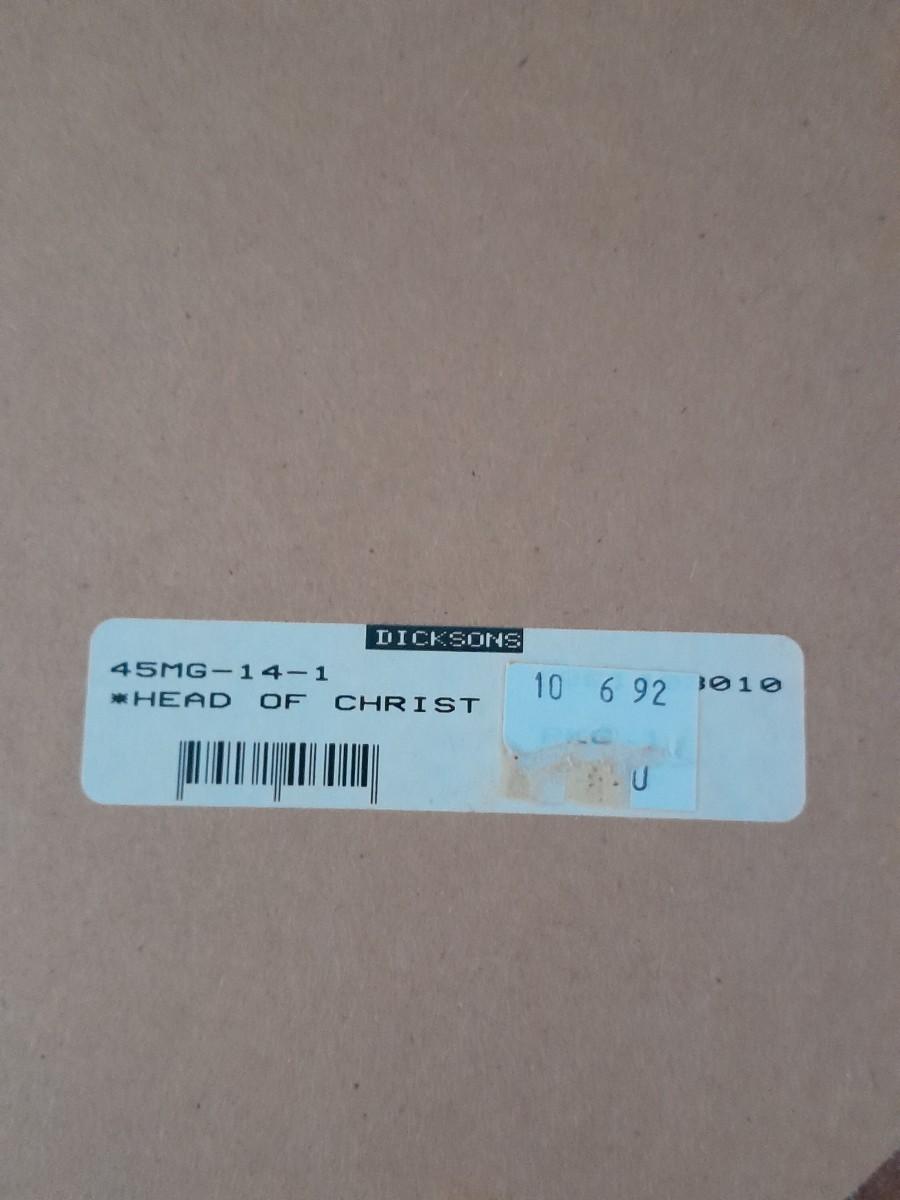 DICKSONS
45MG-14-1
*HEAD OF CHRIST
10 6 92
3010
U